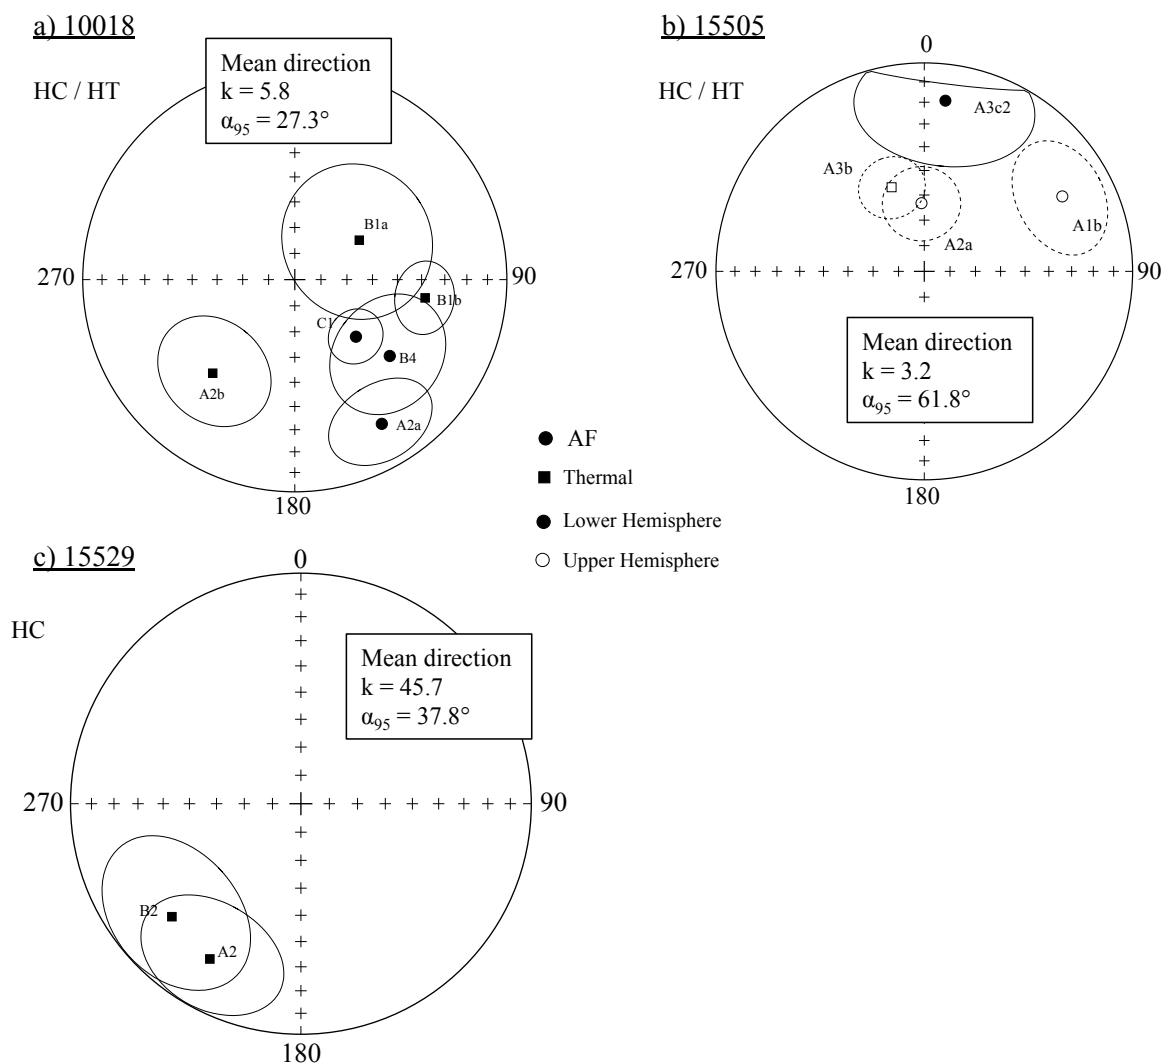 a) 10018
HC / HT
Mean direction
k = 5.8
α95 = 27.3°
270
90
180
B1a
B1b
C1
B4
A2b
A2a
b) 15505
HC / HT
0
A3c2
A3b
A1b
A2a
270
90
Mean direction
k = 3.2
α95 = 61.8°
180
AF
Thermal
Lower Hemisphere
Upper Hemisphere
c) 15529
HC
0
Mean direction
k = 45.7
α95 = 37.8°
270
90
B2
A2
180